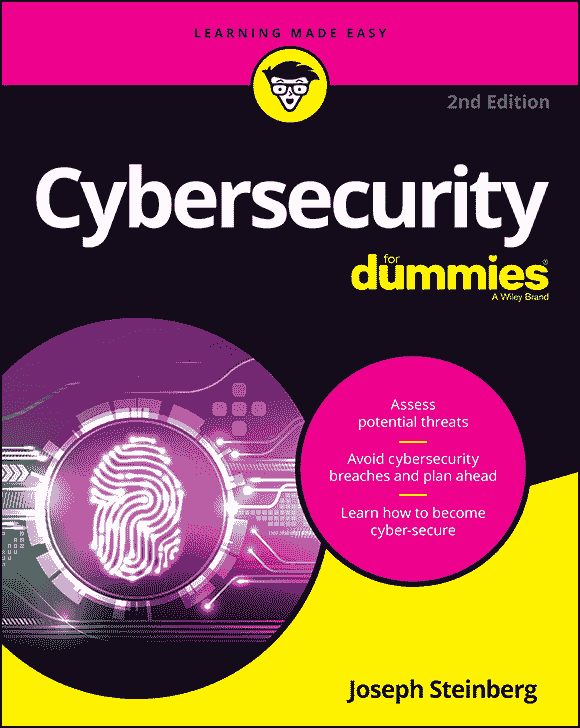 LEARNING MADE EASY
2nd Edition
Cybersecurity
for
dummies®
A Wiley Brand
Assess
potential threats
Avoid cybersecurity
breaches and plan ahead
Learn how to become
cyber-secure
Joseph Steinberg